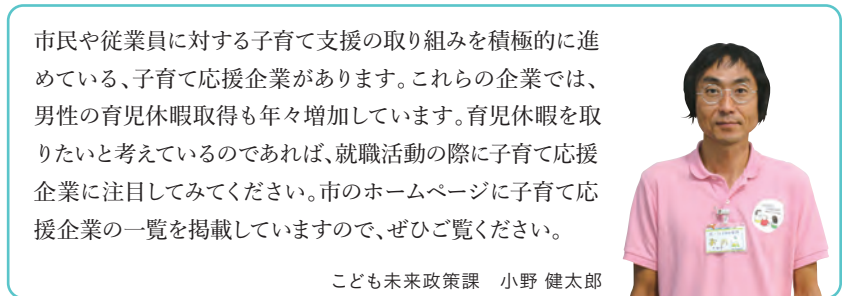 市民や従業員に対する子育て支援の取り組みを積極的に進
めている、子育て応援企業があります。これらの企業では、
男性の育児休暇取得も年々増加しています。育児休暇を取
りたいと考えているのであれば、就職活動の際に子育て応援
企業に注目してみてください。市のホームページに子育て応
援企業の一覧を掲載していますので、ぜひご覧ください。
こども未来政策課　小野 健太郎